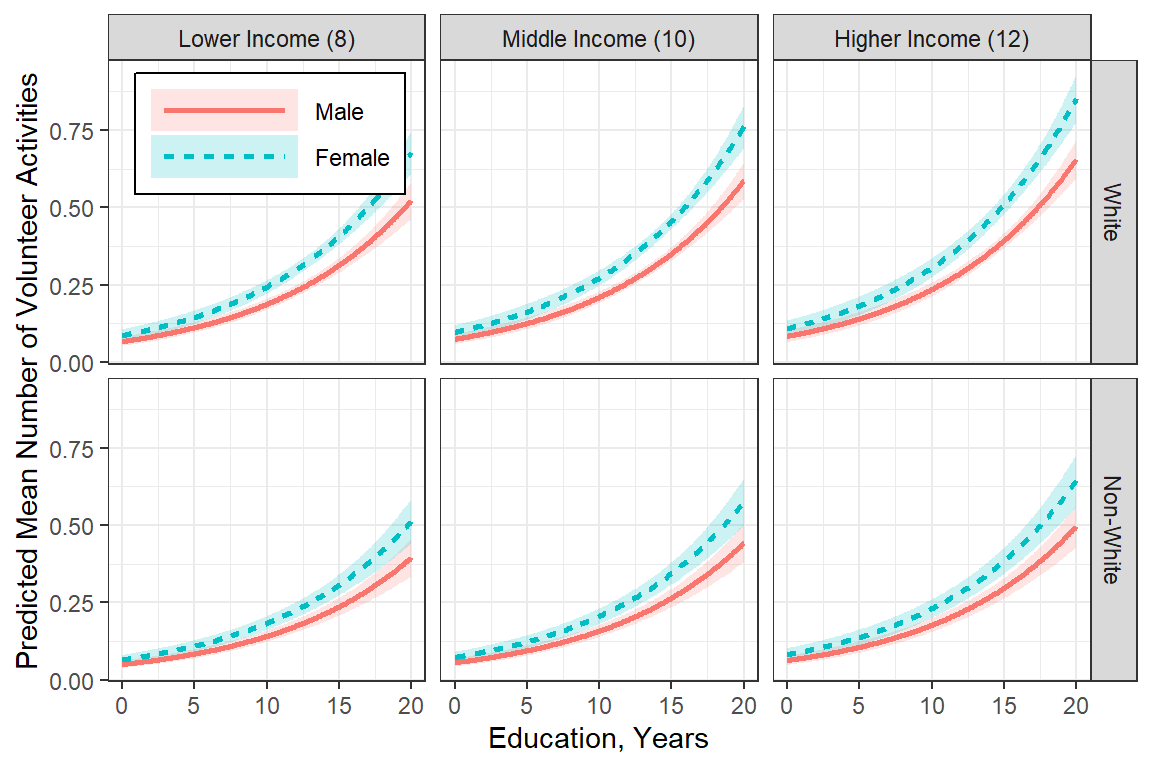 Lower Income (8)
Middle Income (10)
Higher Income (12)
Male
Female
White
Non-White
Predicted Mean Number of Volunteer Activities
0.75
0.50
0.25
0.00
0.75
0.50
0.25
0.00
0 5 10 15 20
0 5 10 15 20
0 5 10 15 20
Education, Years